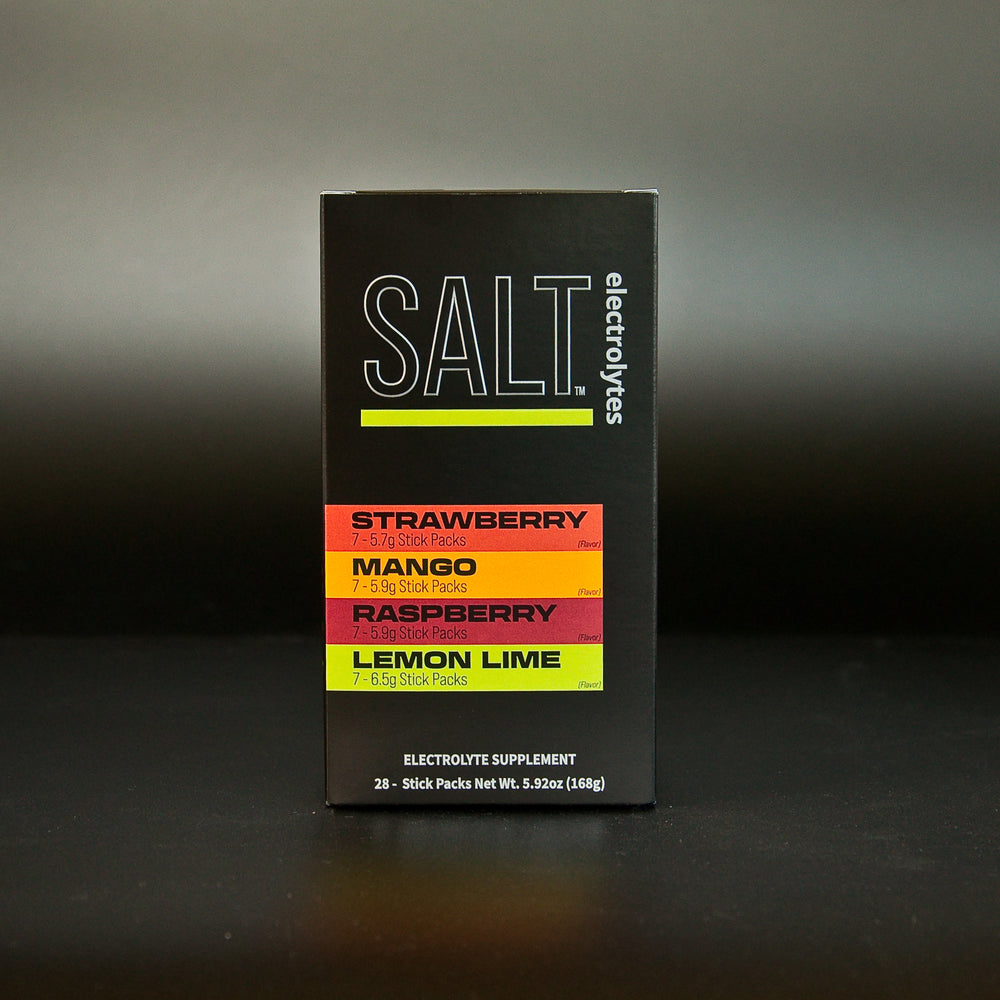 SALT™
electrolytes
STRAWBERRY
7 - 5.7g Stick Packs
(Flavor)
MANGO
7 - 5.9g Stick Packs
(Flavor)
RASPBERRY
7 - 5.9g Stick Packs
(Flavor)
LEMON LIME
7 - 6.5g Stick Packs
(Flavor)
ELECTROLYTE SUPPLEMENT
28 - Stick Packs Net Wt. 5.92oz (168g)